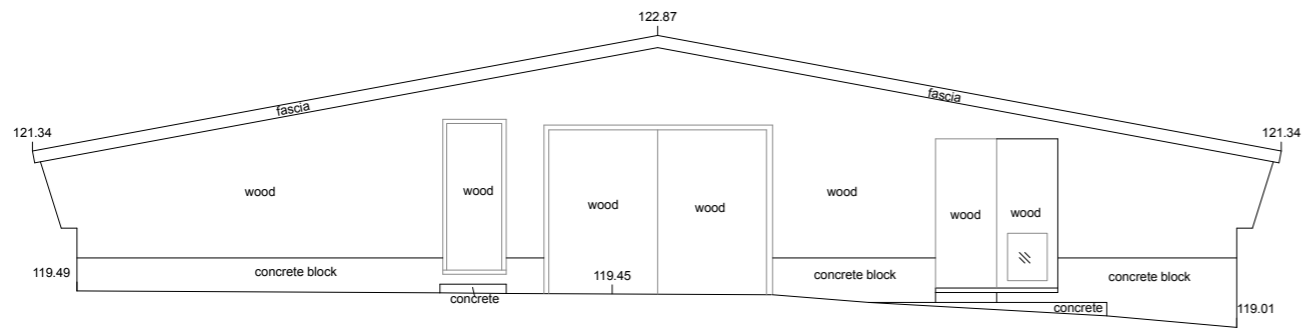 122.87
fascia
fascia
121.34
121.34
wood
wood
wood
wood
wood
wood
wood
119.49
concrete block
119.45
concrete block
concrete block
concrete
concrete
119.01